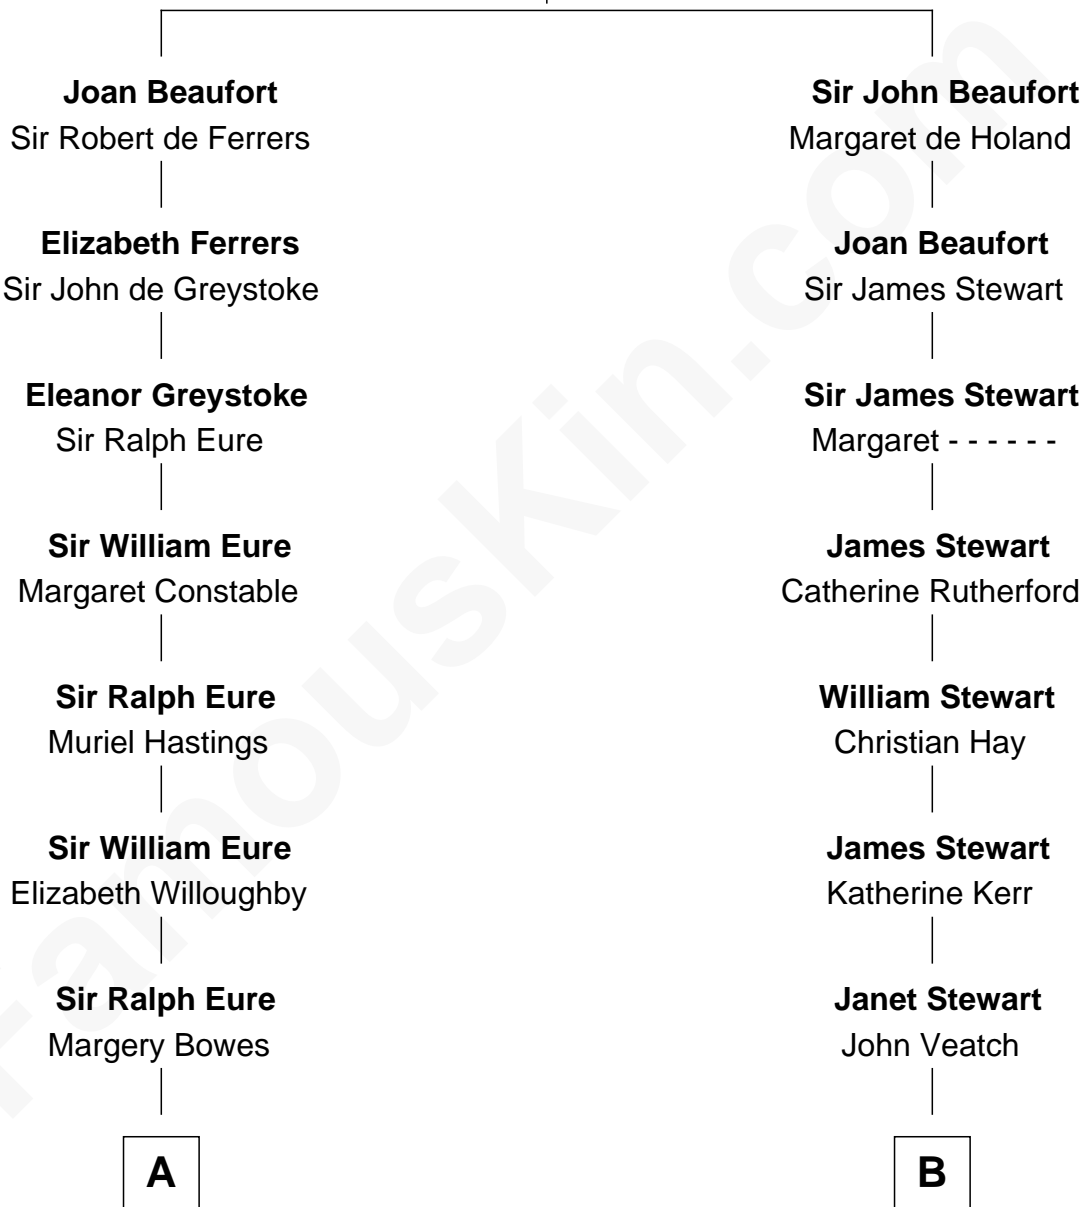 Joan Beaufort
Sir Robert de Ferrers
Elizabeth Ferrers
Sir John de Greystoke
Eleanor Greystoke
Sir Ralph Eure
Sir William Eure
Margaret Constable
Sir Ralph Eure
Muriel Hastings
Sir William Eure
Elizabeth Willoughby
Sir Ralph Eure
Margery Bowes
A
Sir John Beaufort
Margaret de Holand
Joan Beaufort
Sir James Stewart
Sir James Stewart
Margaret - - - - - -
James Stewart
Catherine Rutherford
William Stewart
Christian Hay
James Stewart
Katherine Kerr
Janet Stewart
John Veatch
B
FamousKin.com